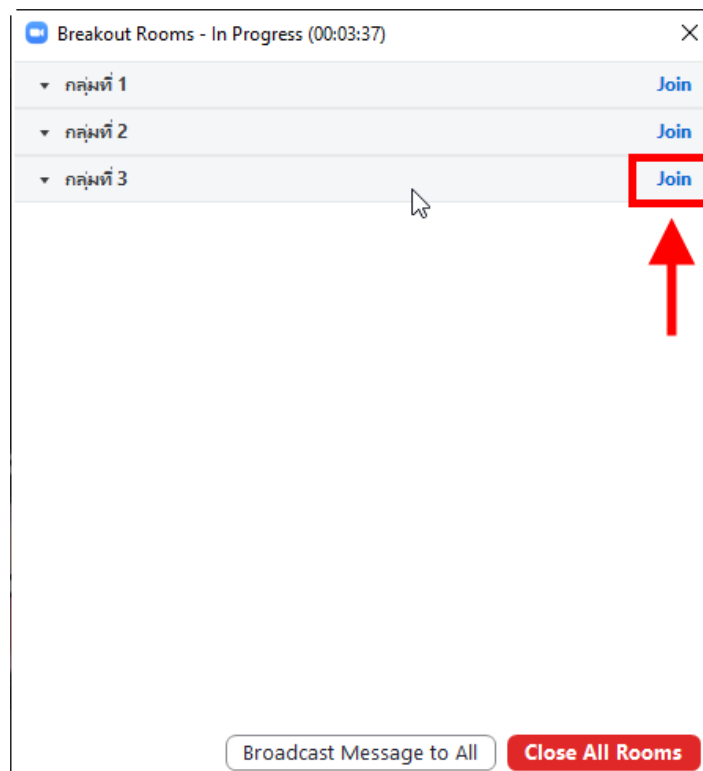 Breakout Rooms - In Progress (00:03:37)
กลุ่มที่ 1 Join
กลุ่มที่ 2 Join
กลุ่มที่ 3 Join
Broadcast Message to All Close All Rooms